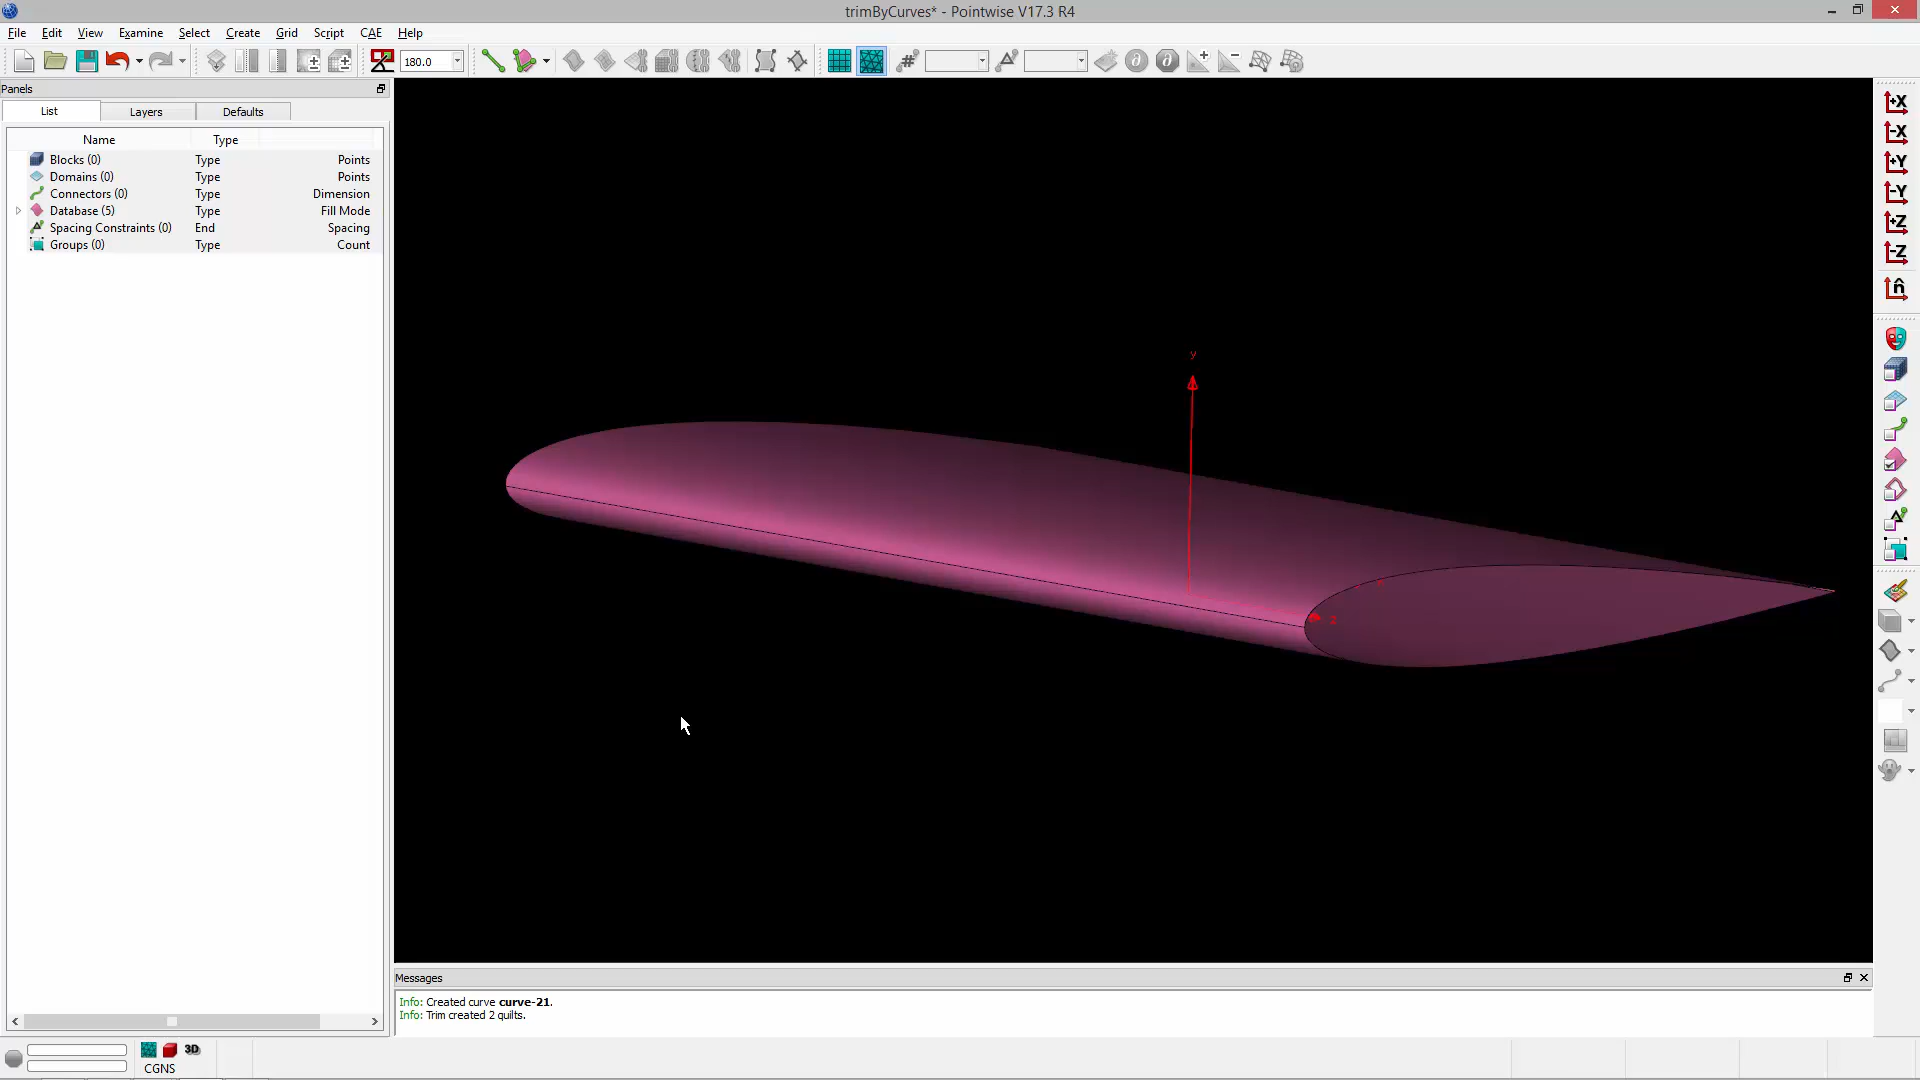 trimByCurves* - Pointwise V17.3 R4
File Edit View Examine Select Create Grid Script CAE Help
180.0
Panels
List Layers Defaults
Name Type
Blocks (0) Type Points
Domains (0) Type Points
Connectors (0) Type Dimension
Database (5) Type Fill Mode
Spacing Constraints (0) End Spacing
Groups (0) Type Count
+X
-X
+Y
-Y
+Z
-Z
n̂
y
z
Messages
Info: Created curve curve-21.
Info: Trim created 2 quilts.
3D
CGNS